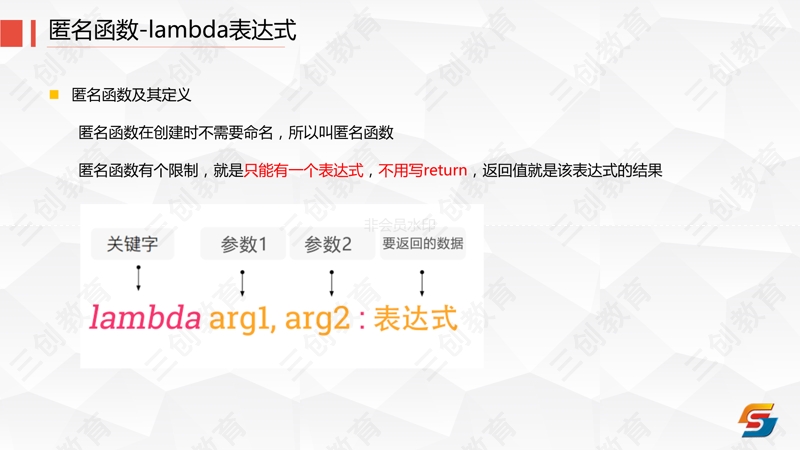 匿名函数-lambda表达式
匿名函数及其定义
匿名函数在创建时不需要命名，所以叫匿名函数
匿名函数有个限制，就是只能有一个表达式，不用写return，返回值就是该表达式的结果
非会员水印
关键字 参数1 参数2 要返回的数据
lambda arg1, arg2 : 表达式
三创教育